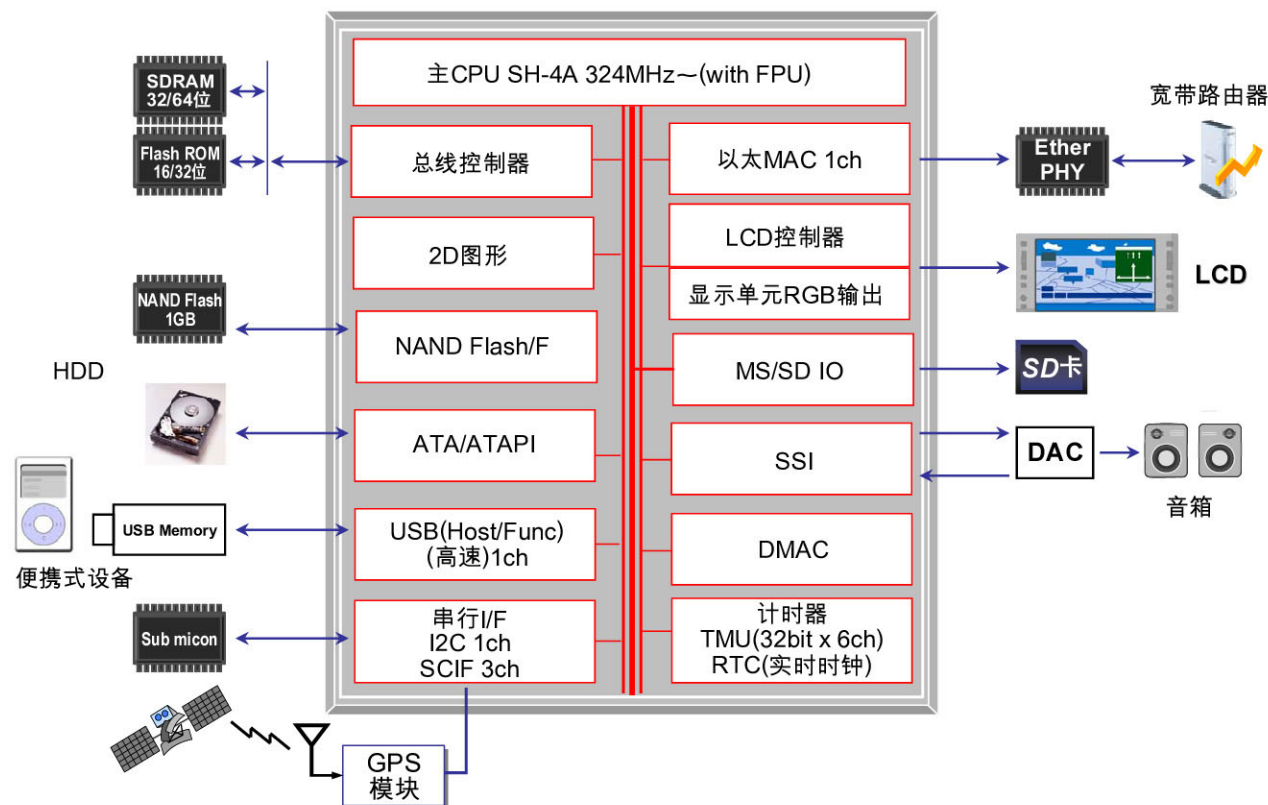 主CPU SH-4A 324MHz～(with FPU)
SDRAM
32/64位
Flash ROM
16/32位
总线控制器
2D图形
NAND Flash
1GB
NAND Flash/F
HDD
ATA/ATAPI
USB Memory
便携式设备
USB(Host/Func)
(高速)1ch
Sub micon
串行I/F
I2C 1ch
SCIF 3ch
GPS
模块
以太MAC 1ch
Ether
PHY
宽带路由器
LCD控制器
显示单元RGB输出
LCD
MS/SD IO
SD卡
SSI
DAC
音箱
DMAC
计时器
TMU(32bit x 6ch)
RTC(实时时钟)